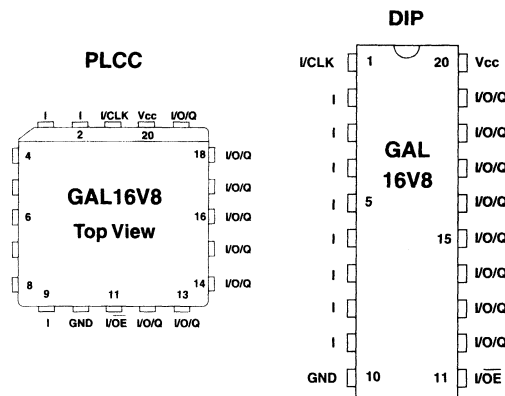 PLCC
I I I/CLK Vcc I/O/Q
2 20
4 18 I/O/Q
I/O/Q
GAL16V8
6 16 I/O/Q
Top View
I/O/Q
8 14 I/O/Q
9 11 13
I GND I/OE I/O/Q I/O/Q
DIP
I/CLK 1 20 Vcc
I I/O/Q
I I/O/Q
GAL
I I/O/Q
16V8
I 5 I/O/Q
I 15 I/O/Q
I I/O/Q
I I/O/Q
I I/O/Q
GND 10 11 I/OE